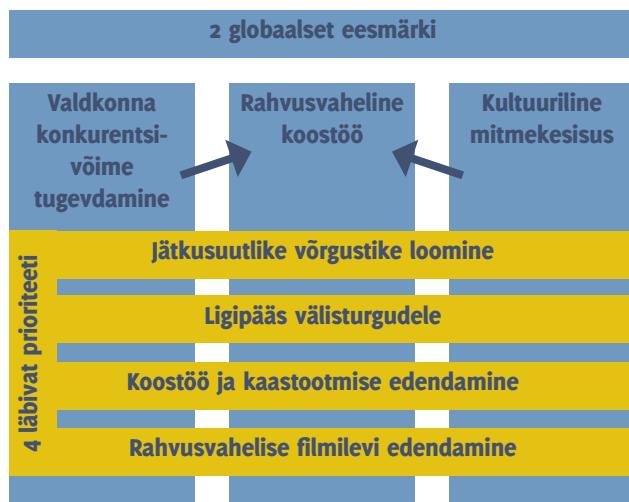 2 globaalset eesmärki
Valdkonna
konkurentsi-
võime
tugevdamine
Rahvusvaheline
koostöö
Kultuuriline
mitmekesisus
4 läbivat prioriteeti
Jätkusuutlike võrgustike loomine
Ligipääs välisturgudele
Koostöö ja kaastootmise edendamine
Rahvusvahelise filmilevi edendamine